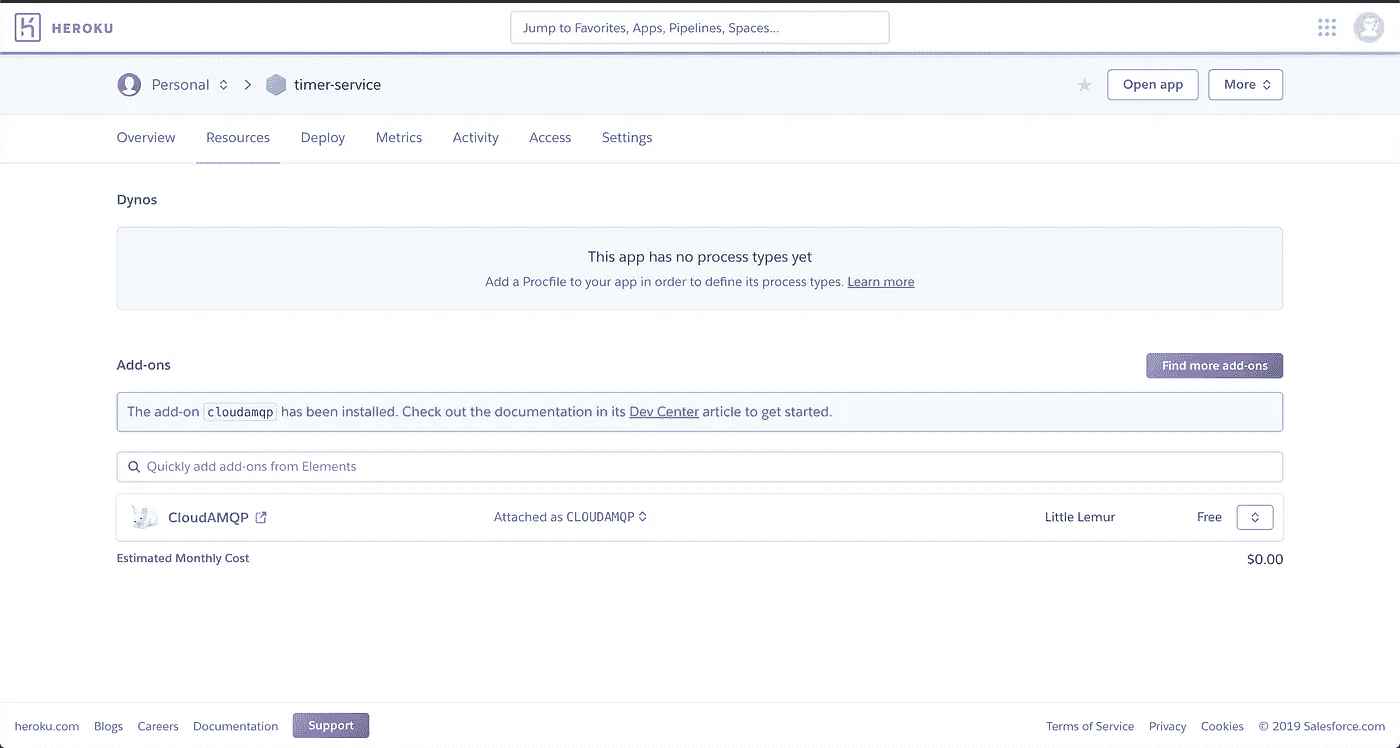 HEROKU
Jump to Favorites, Apps, Pipelines, Spaces...
Personal timer-service Open app More
Overview Resources Deploy Metrics Activity Access Settings
Dynos
This app has no process types yet
Add a Procfile to your app in order to define its process types. Learn more
Add-ons Find more add-ons
The add-on cloudamqp has been installed. Check out the documentation in its Dev Center article to get started.
Quickly add add-ons from Elements
CloudAMQP Attached as CLOUDAMQP Little Lemur Free
Estimated Monthly Cost $0.00
heroku.com Blogs Careers Documentation Support Terms of Service Privacy Cookies © 2019 Salesforce.com